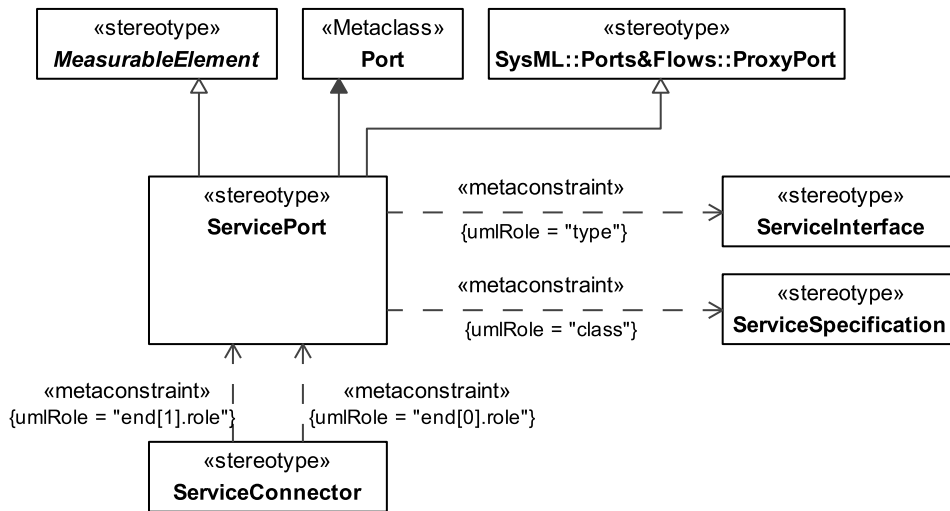 «stereotype»
MeasurableElement
«Metaclass»
Port
«stereotype»
SysML::Ports&Flows::ProxyPort
«stereotype»
ServicePort
«metaconstraint»
{umlRole = "type"}
«stereotype»
ServiceInterface
«metaconstraint»
{umlRole = "class"}
«stereotype»
ServiceSpecification
«metaconstraint»
{umlRole = "end[1].role"}
«metaconstraint»
{umlRole = "end[0].role"}
«stereotype»
ServiceConnector